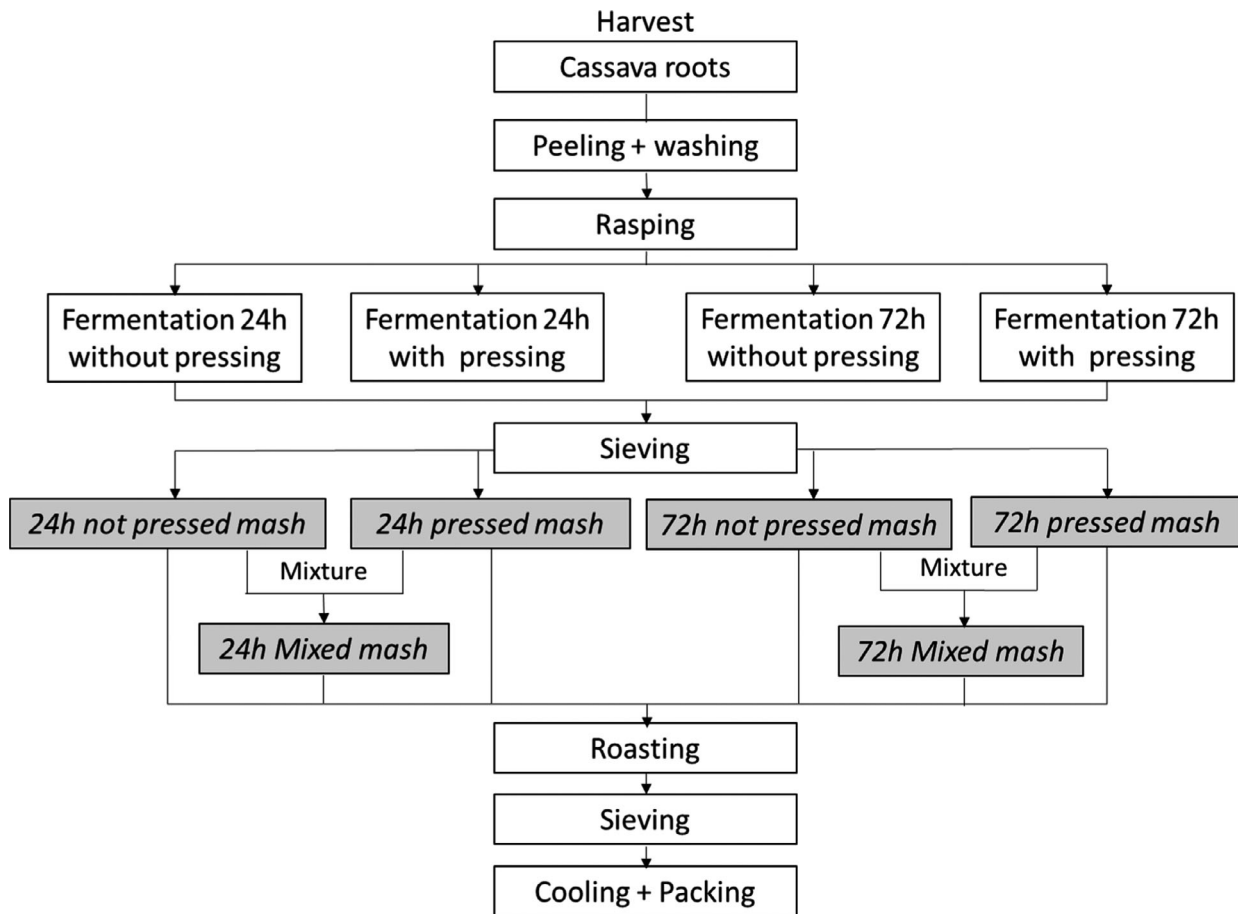 Harvest
Cassava roots
Peeling + washing
Rasping
Fermentation 24h
without pressing
Fermentation 24h
with pressing
Fermentation 72h
without pressing
Fermentation 72h
with pressing
Sieving
24h not pressed mash
24h pressed mash
72h not pressed mash
72h pressed mash
Mixture
Mixture
24h Mixed mash
72h Mixed mash
Roasting
Sieving
Cooling + Packing